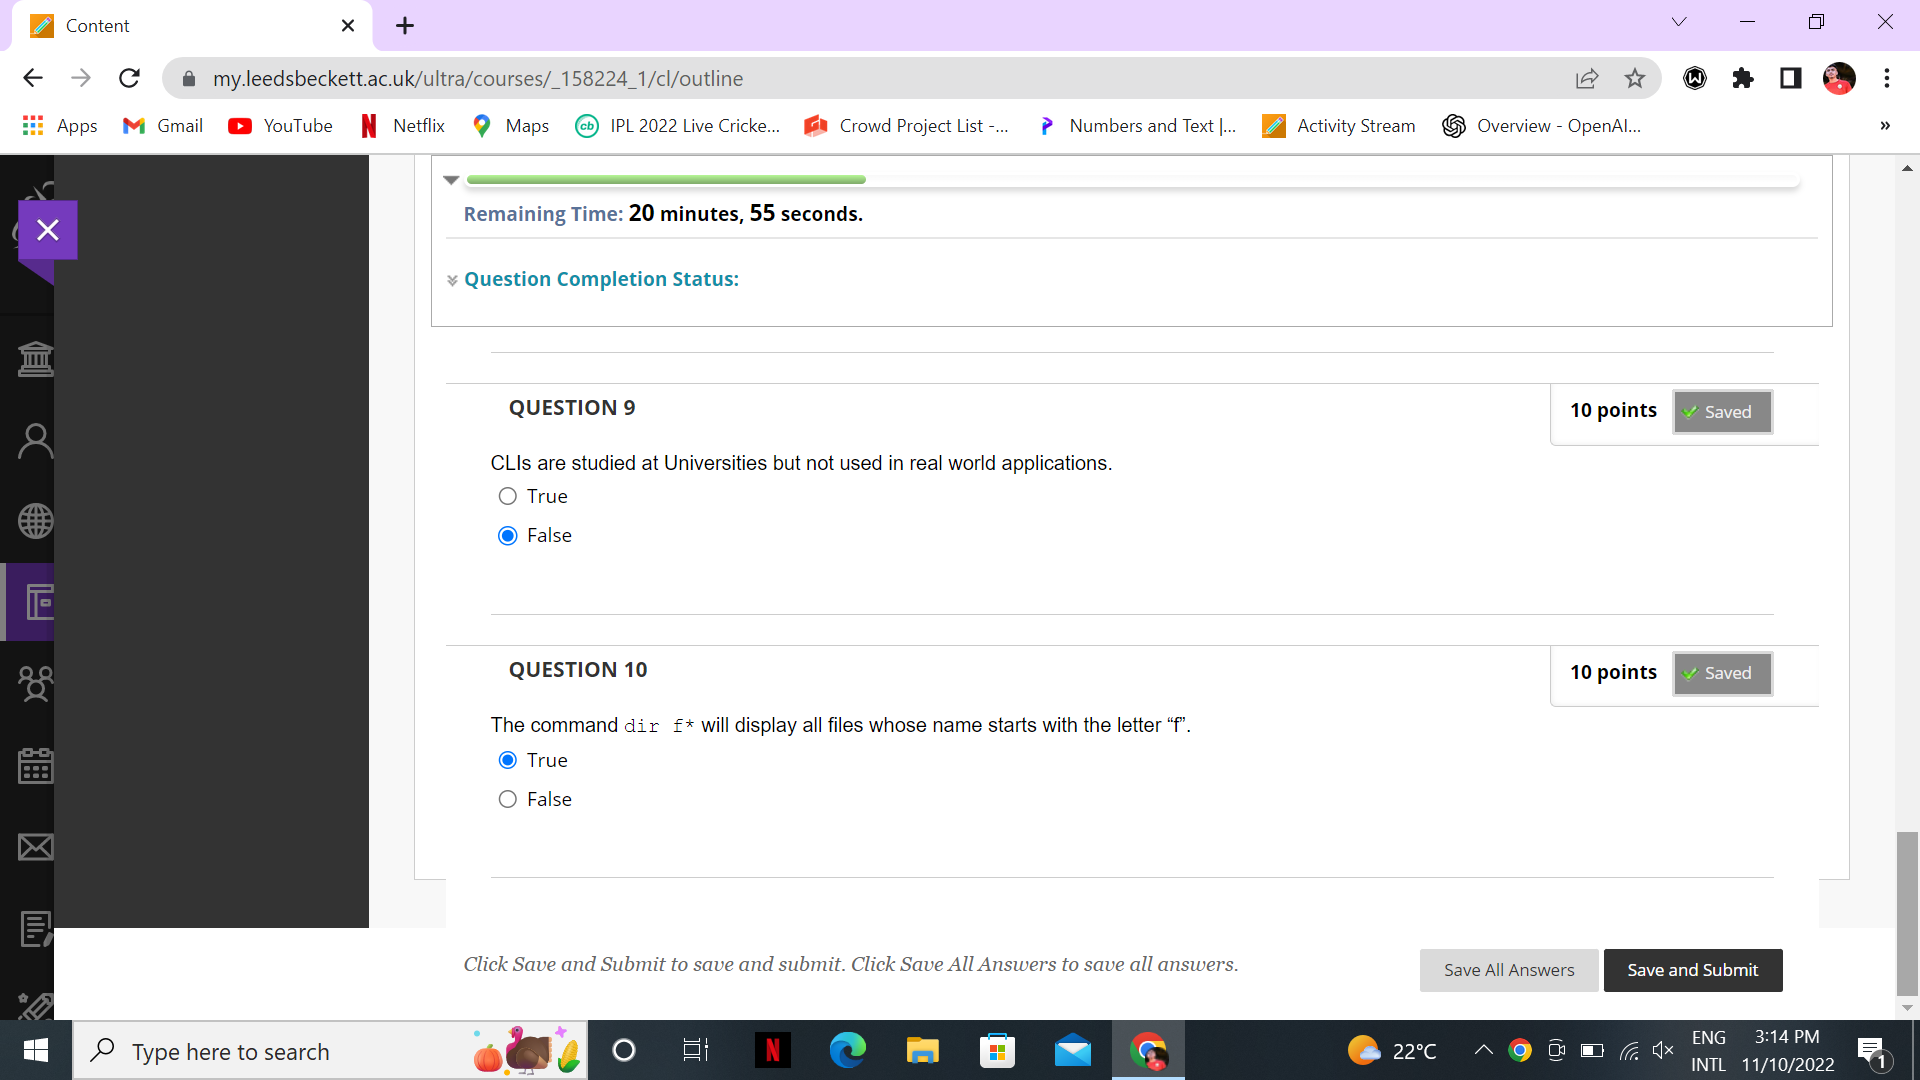 Content
my.leedsbeckett.ac.uk/ultra/courses/_158224_1/cl/outline
Apps Gmail YouTube Netflix Maps IPL 2022 Live Cricke... Crowd Project List -... Numbers and Text |... Activity Stream Overview - OpenAI... »
Remaining Time: 20 minutes, 55 seconds.
Question Completion Status:
QUESTION 9
10 points Saved
CLIs are studied at Universities but not used in real world applications.
True
False
QUESTION 10
10 points Saved
The command dir f* will display all files whose name starts with the letter “f”.
True
False
Click Save and Submit to save and submit. Click Save All Answers to save all answers.
Save All Answers Save and Submit
Type here to search
22°C
ENG 3:14 PM
INTL 11/10/2022
1